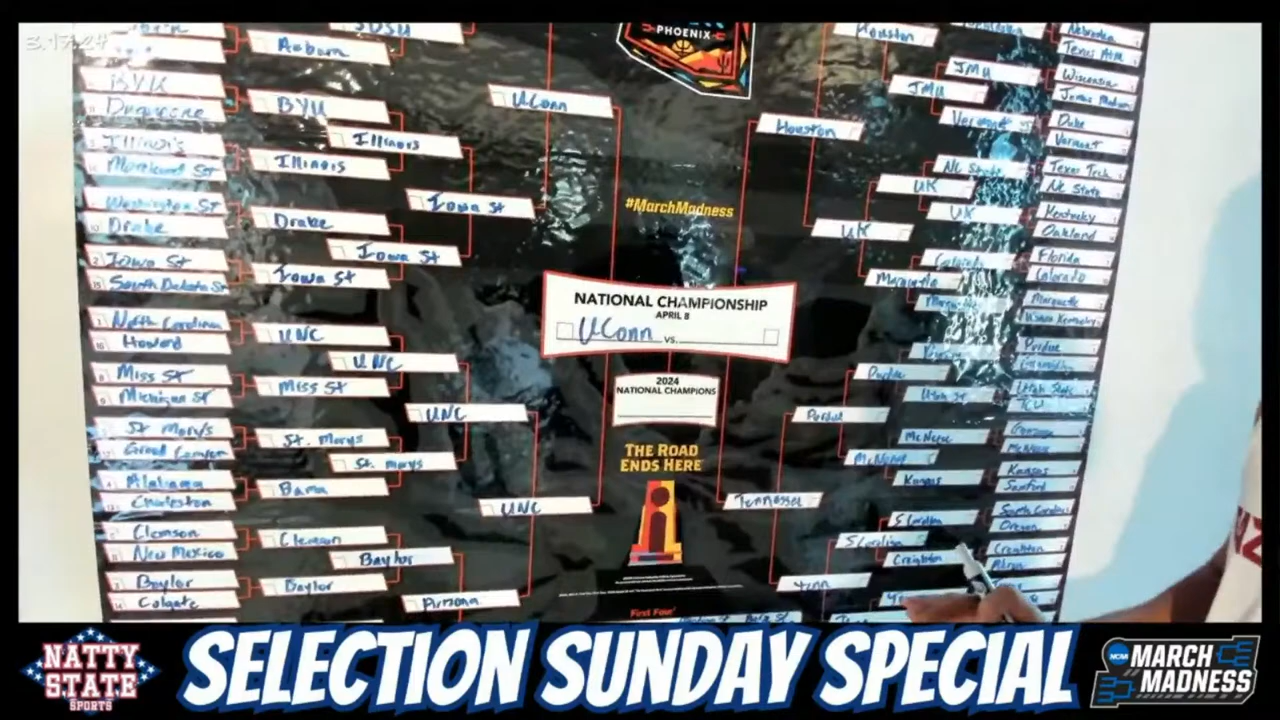 3.17.24
SDSU
Auburn
BYU
Duquesne
BYU
Illinois
Illinois
Morehead St
Illinois
Washington St
Drake
Drake
Iowa St
Iowa St
Iowa St
South Dakota St
Iowa St
UConn
North Carolina
Howard
UNC
UNC
Miss St
Michigan St
Miss St
UNC
St Marys
Grand Canyon
St. Marys
St. Marys
Alabama
Charleston
Bama
UNC
Clemson
New Mexico
Clemson
Baylor
Baylor
Colgate
Baylor
PHOENIX
#MarchMadness
NATIONAL CHAMPIONSHIP
APRIL 8
UConn vs.
2024
NATIONAL CHAMPIONS
THE ROAD
ENDS HERE
First Four
Houston
Houston
JMU
JMU
Vermont
NC State
UK
UK
UK
Colorado
Marquette
Purdue
Utah St
McNeese
Kansas
Tennessee
S Carolina
S Carolina
Creighton
Tenn
Nebraska
Texas A&M
Wisconsin
James Madison
Duke
Vermont
Texas Tech
NC State
Kentucky
Oakland
Florida
Colorado
Marquette
Western Kentucky
Purdue
Utah State
TCU
Gonzaga
McNeese
Kansas
Samford
South Carolina
Oregon
Creighton
Akron
NATTY
STATE
SPORTS
SELECTION SUNDAY SPECIAL
NCAA
MARCH
MADNESS